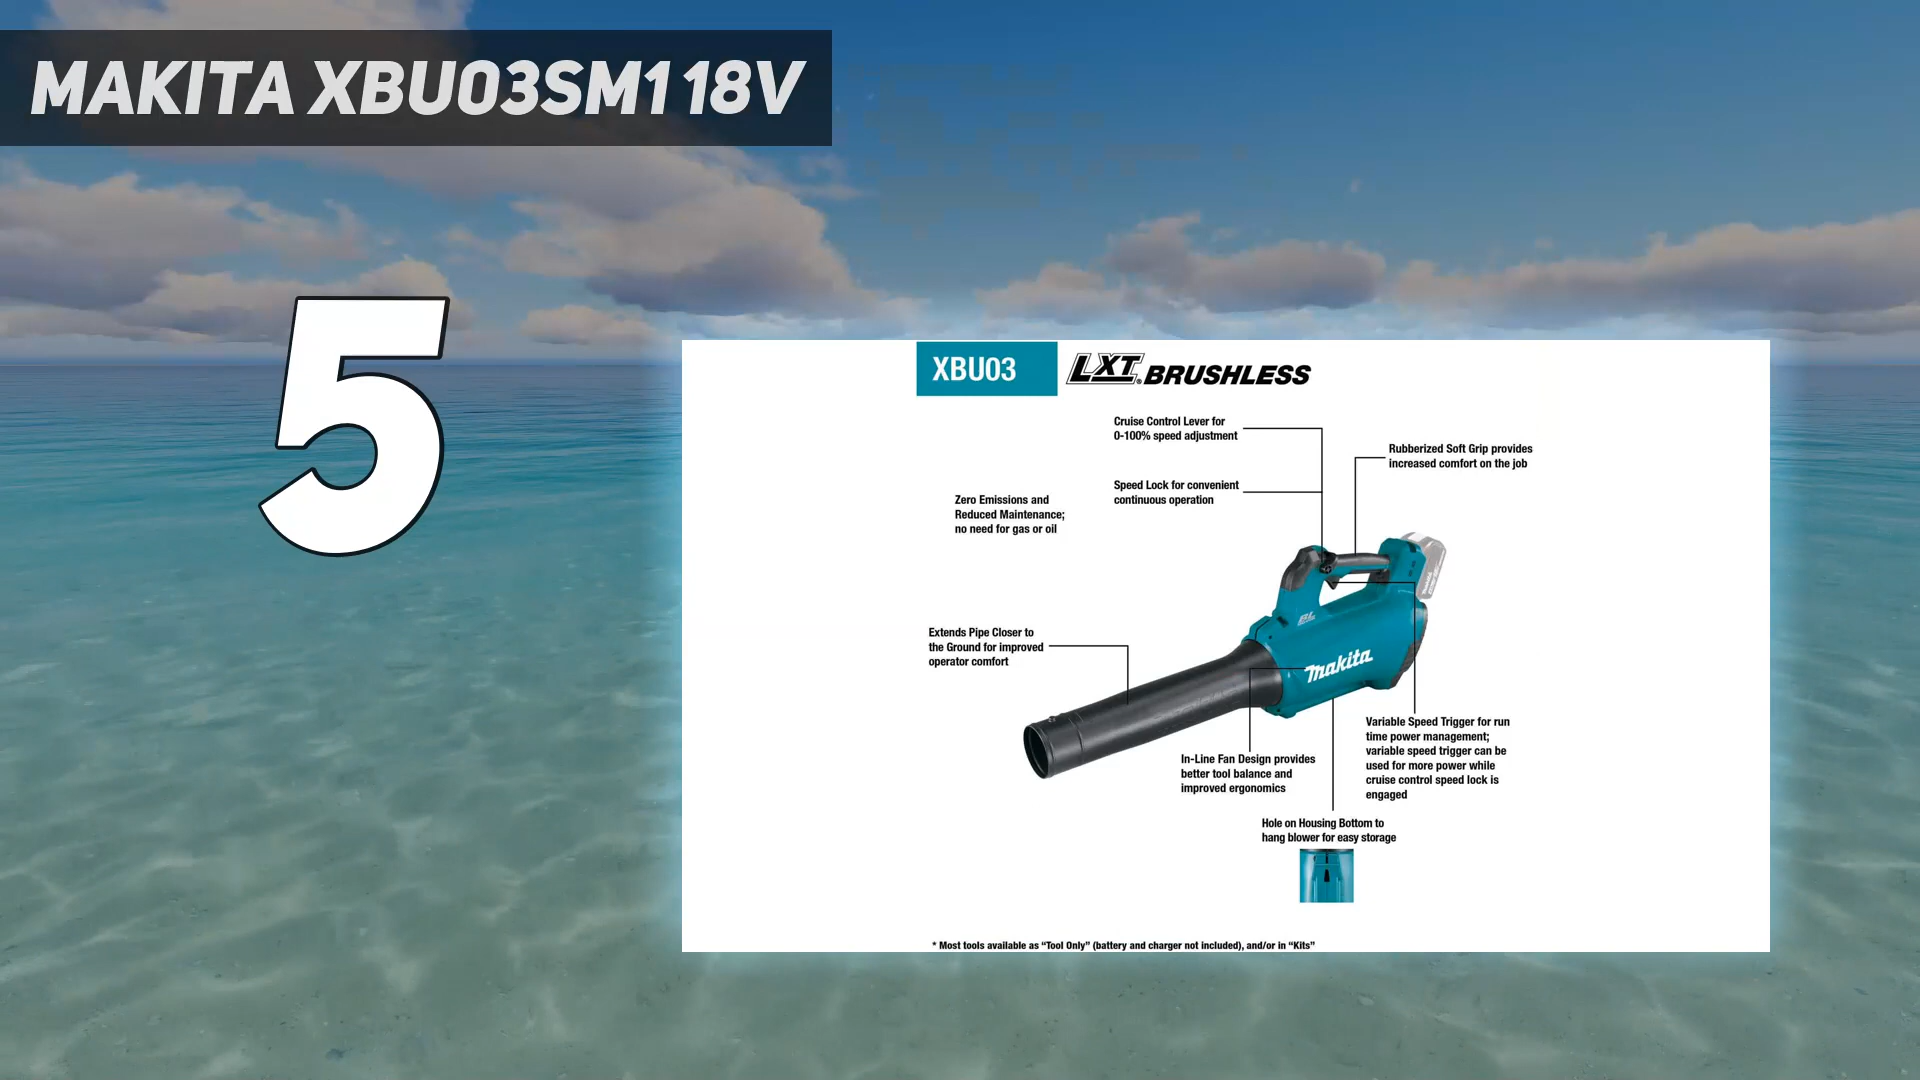 MAKITA XBU03SM1 18V
5
XBU03
LXT BRUSHLESS
Cruise Control Lever for
0-100% speed adjustment
Rubberized Soft Grip provides
increased comfort on the job
Speed Lock for convenient
continuous operation
Zero Emissions and
Reduced Maintenance;
no need for gas or oil
Extends Pipe Closer to
the Ground for improved
operator comfort
makita
Variable Speed Trigger for run
time power management;
variable speed trigger can be
used for more power while
cruise control speed lock is
engaged
In-Line Fan Design provides
better tool balance and
improved ergonomics
Hole on Housing Bottom to
hang blower for easy storage
* Most tools available as “Tool Only” (battery and charger not included), and/or in “Kits”